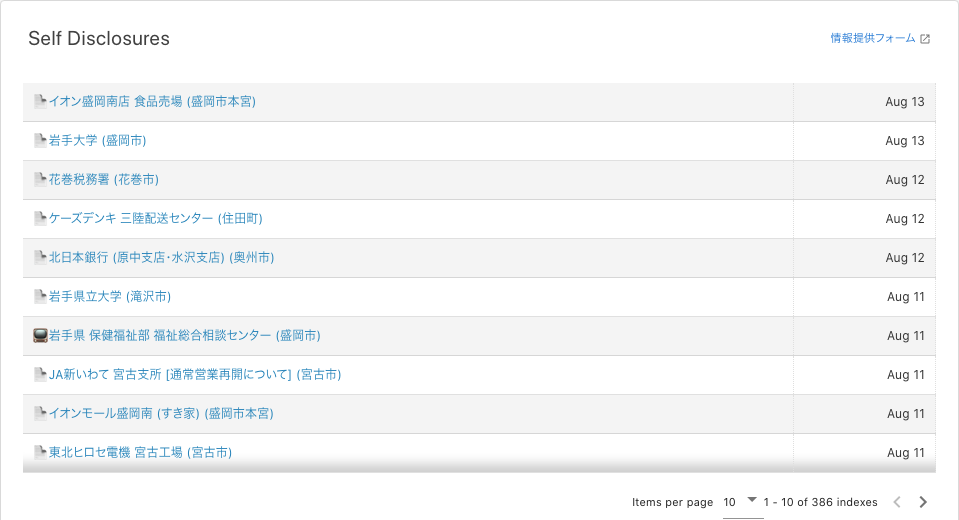 Self Disclosures
情報提供フォーム
イオン盛岡南店 食品売場 (盛岡市本宮) Aug 13
岩手大学 (盛岡市) Aug 13
花巻税務署 (花巻市) Aug 12
ケーズデンキ 三陸配送センター (住田町) Aug 12
北日本銀行 (原中支店･水沢支店) (奥州市) Aug 12
岩手県立大学 (滝沢市) Aug 11
岩手県 保健福祉部 福祉総合相談センター (盛岡市) Aug 11
JA新いわて 宮古支所 [通常営業再開について] (宮古市) Aug 11
イオンモール盛岡南 (すき家) (盛岡市本宮) Aug 11
東北ヒロセ電機 宮古工場 (宮古市) Aug 11
Items per page 10 1 - 10 of 386 indexes